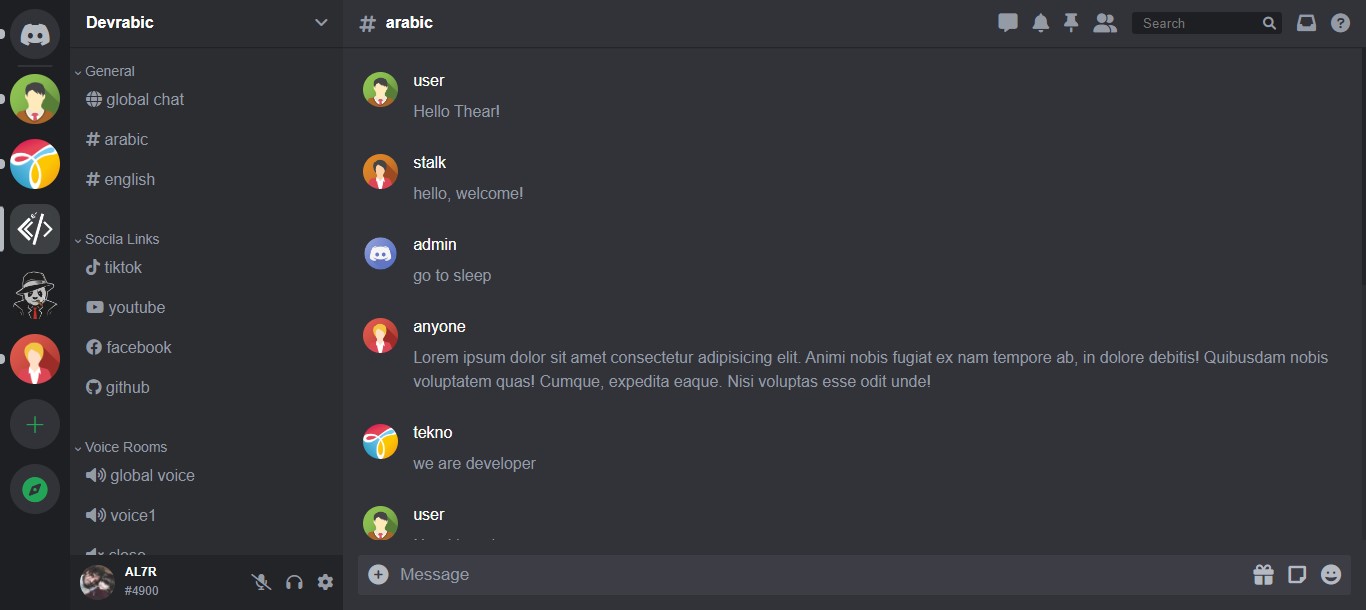 Devrabic
General
global chat
# arabic
# english
Socila Links
tiktok
youtube
facebook
github
Voice Rooms
global voice
voice1
close
AL7R
#4900
# arabic
Search
user
Hello Thear!
stalk
hello, welcome!
admin
go to sleep
anyone
Lorem ipsum dolor sit amet consectetur adipisicing elit. Animi nobis fugiat ex nam tempore ab, in dolore debitis! Quibusdam nobis
voluptatem quas! Cumque, expedita eaque. Nisi voluptas esse odit unde!
tekno
we are developer
user
Message